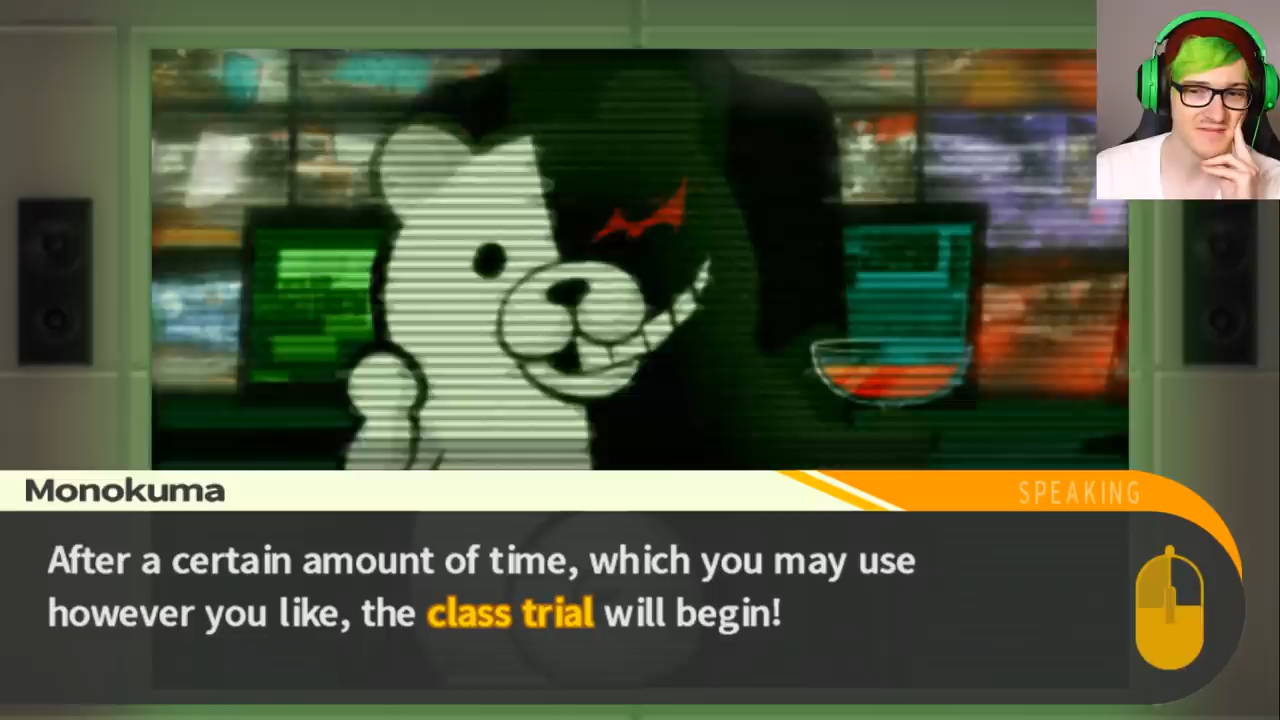 Monokuma
SPEAKING
After a certain amount of time, which you may use
however you like, the class trial will begin!